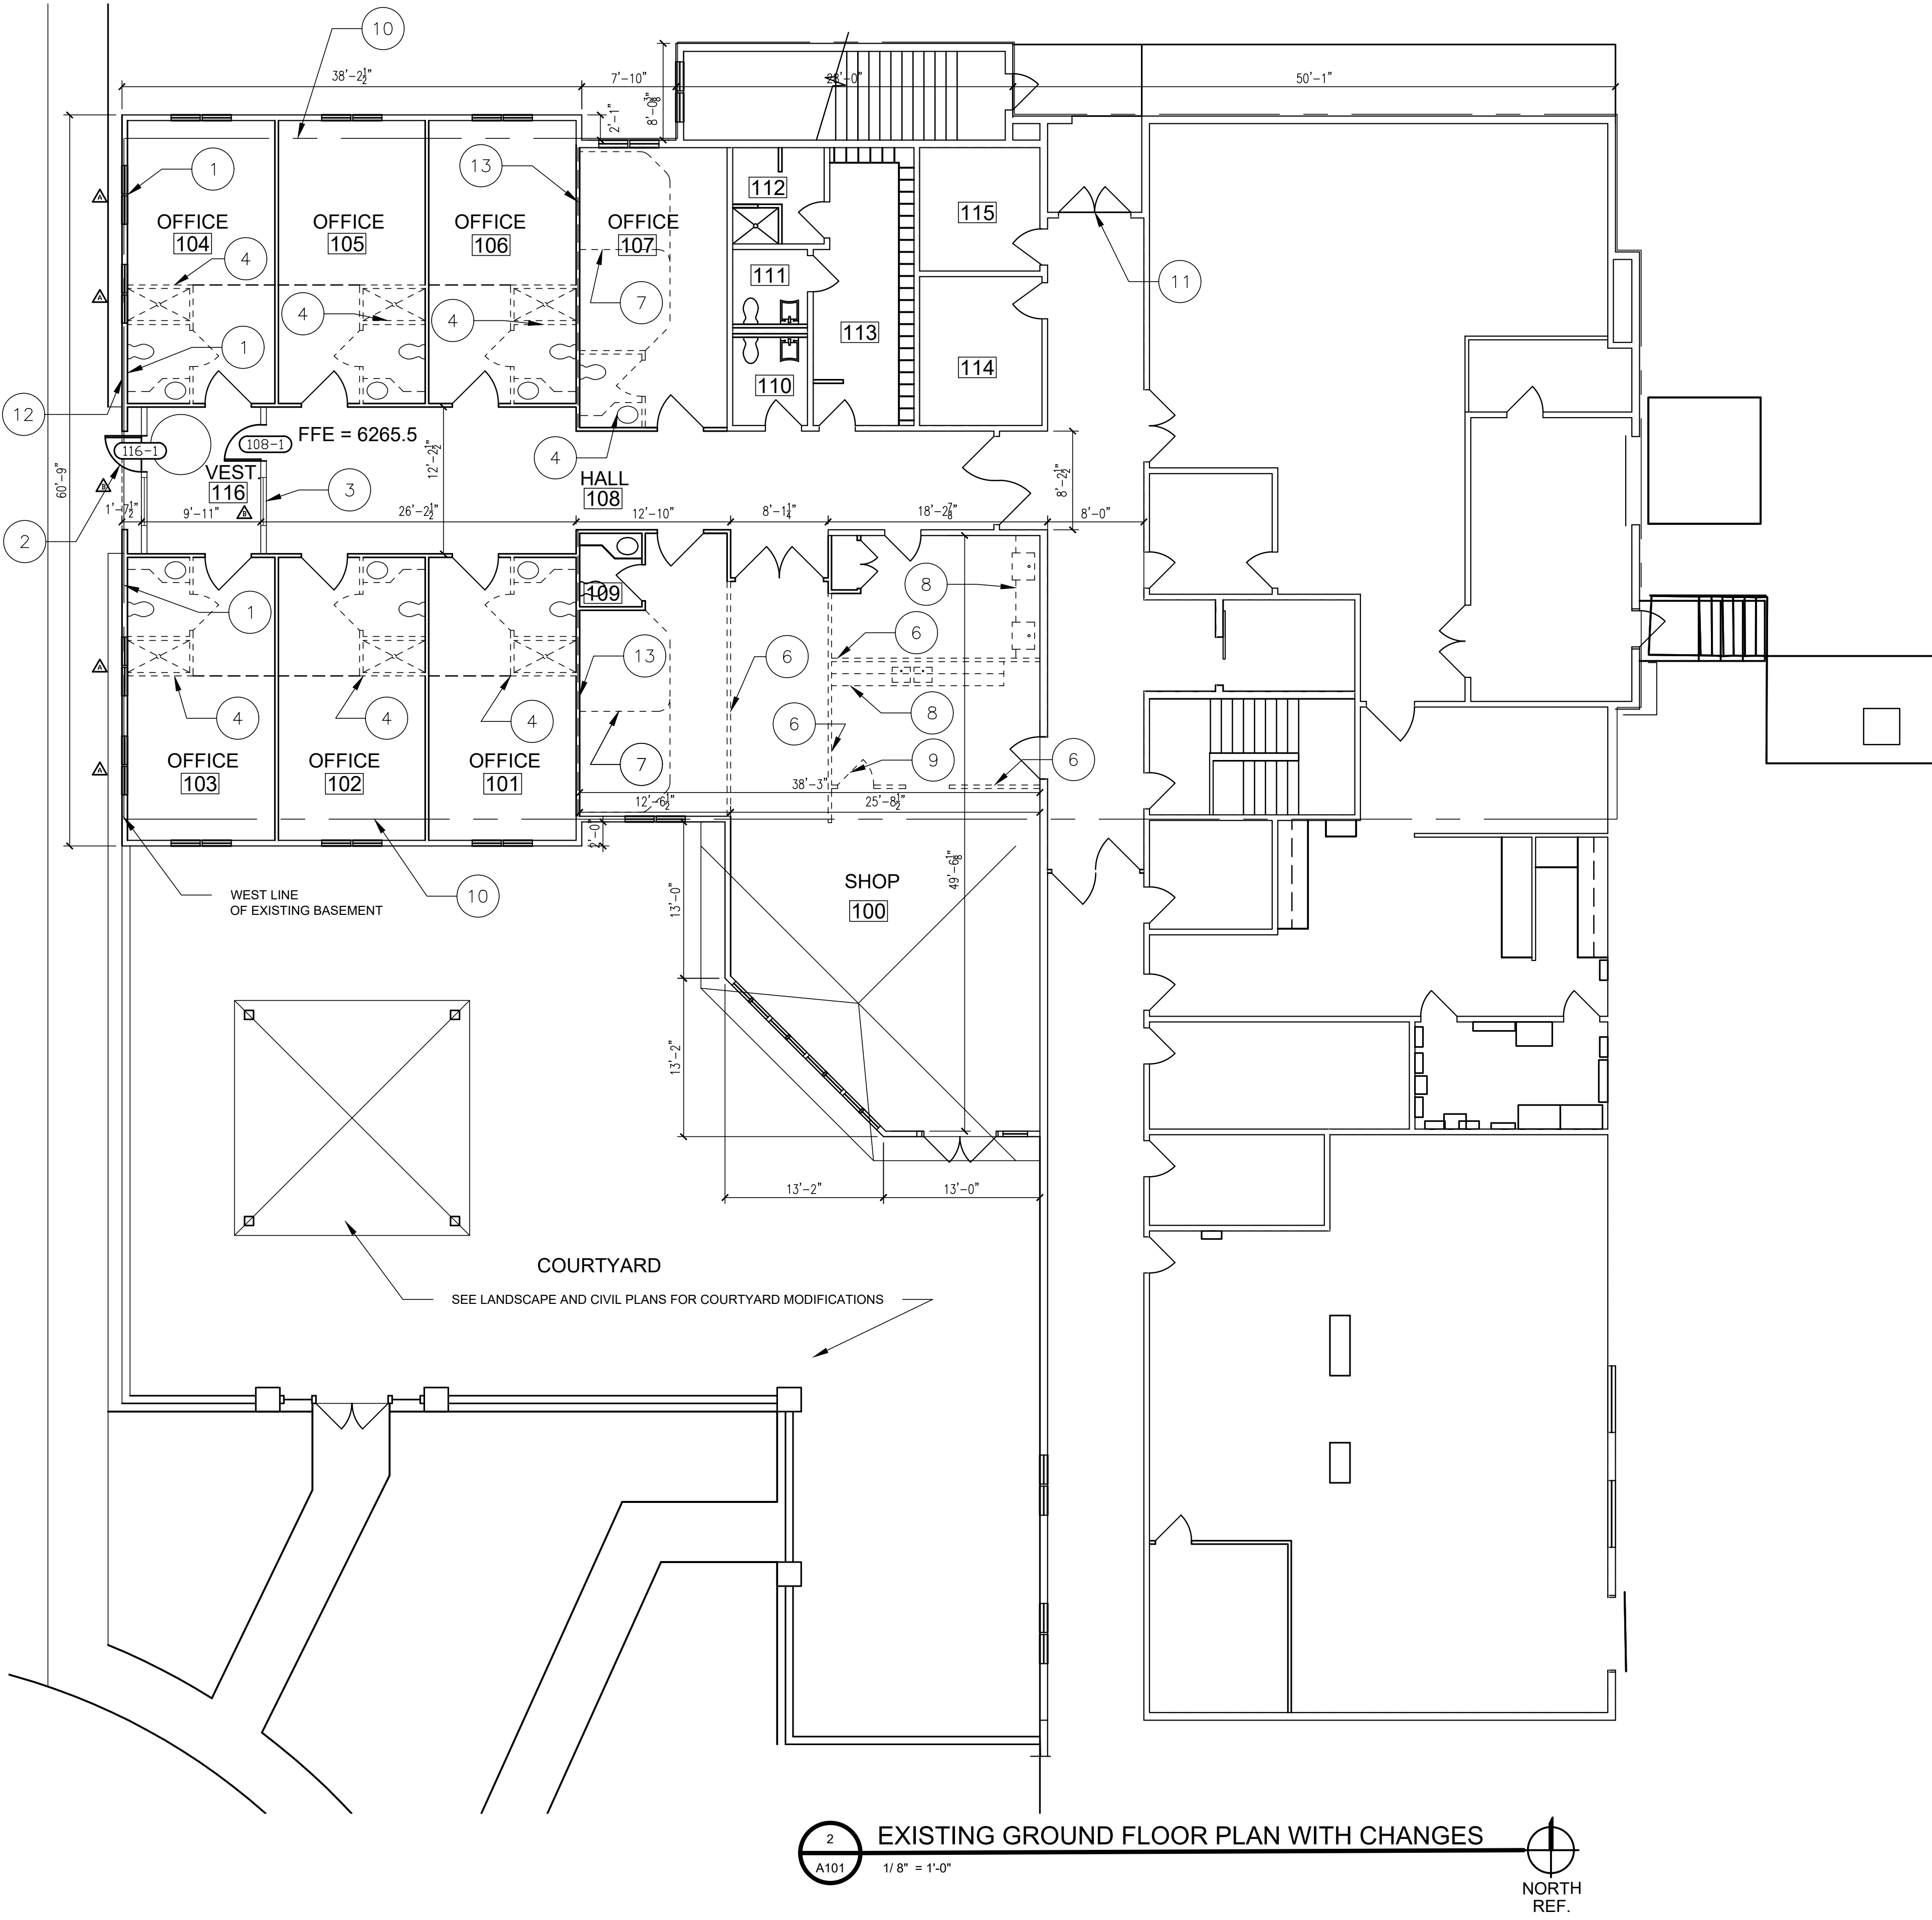 10
38'-2½"
7'-10"
28'-0"
50'-1"
2'-1"
8'-0⅜"
1
13
A
112
OFFICE
104
OFFICE
105
OFFICE
106
OFFICE
107
115
4
111
11
A
4
4
7
113
1
114
110
12
FFE = 6265.5
116-1
108-1
4
12'-2½"
60'-9"
VEST.
116
3
HALL
108
8'-2½"
B
1'-7½"
9'-11"
B
26'-2½"
12'-10"
8'-1¼"
18'-2⅞"
8'-0"
2
109
8
1
6
13
6
A
4
4
4
6
8
7
9
6
OFFICE
103
OFFICE
102
OFFICE
101
A
38'-3"
12'-6½"
25'-8½"
2'-0"
WEST LINE
OF EXISTING BASEMENT
10
13'-0"
49'-6⅛"
SHOP
100
13'-2"
13'-2"
13'-0"
COURTYARD
SEE LANDSCAPE AND CIVIL PLANS FOR COURTYARD MODIFICATIONS
2
A101
EXISTING GROUND FLOOR PLAN WITH CHANGES
1/ 8" = 1'-0"
NORTH
REF.